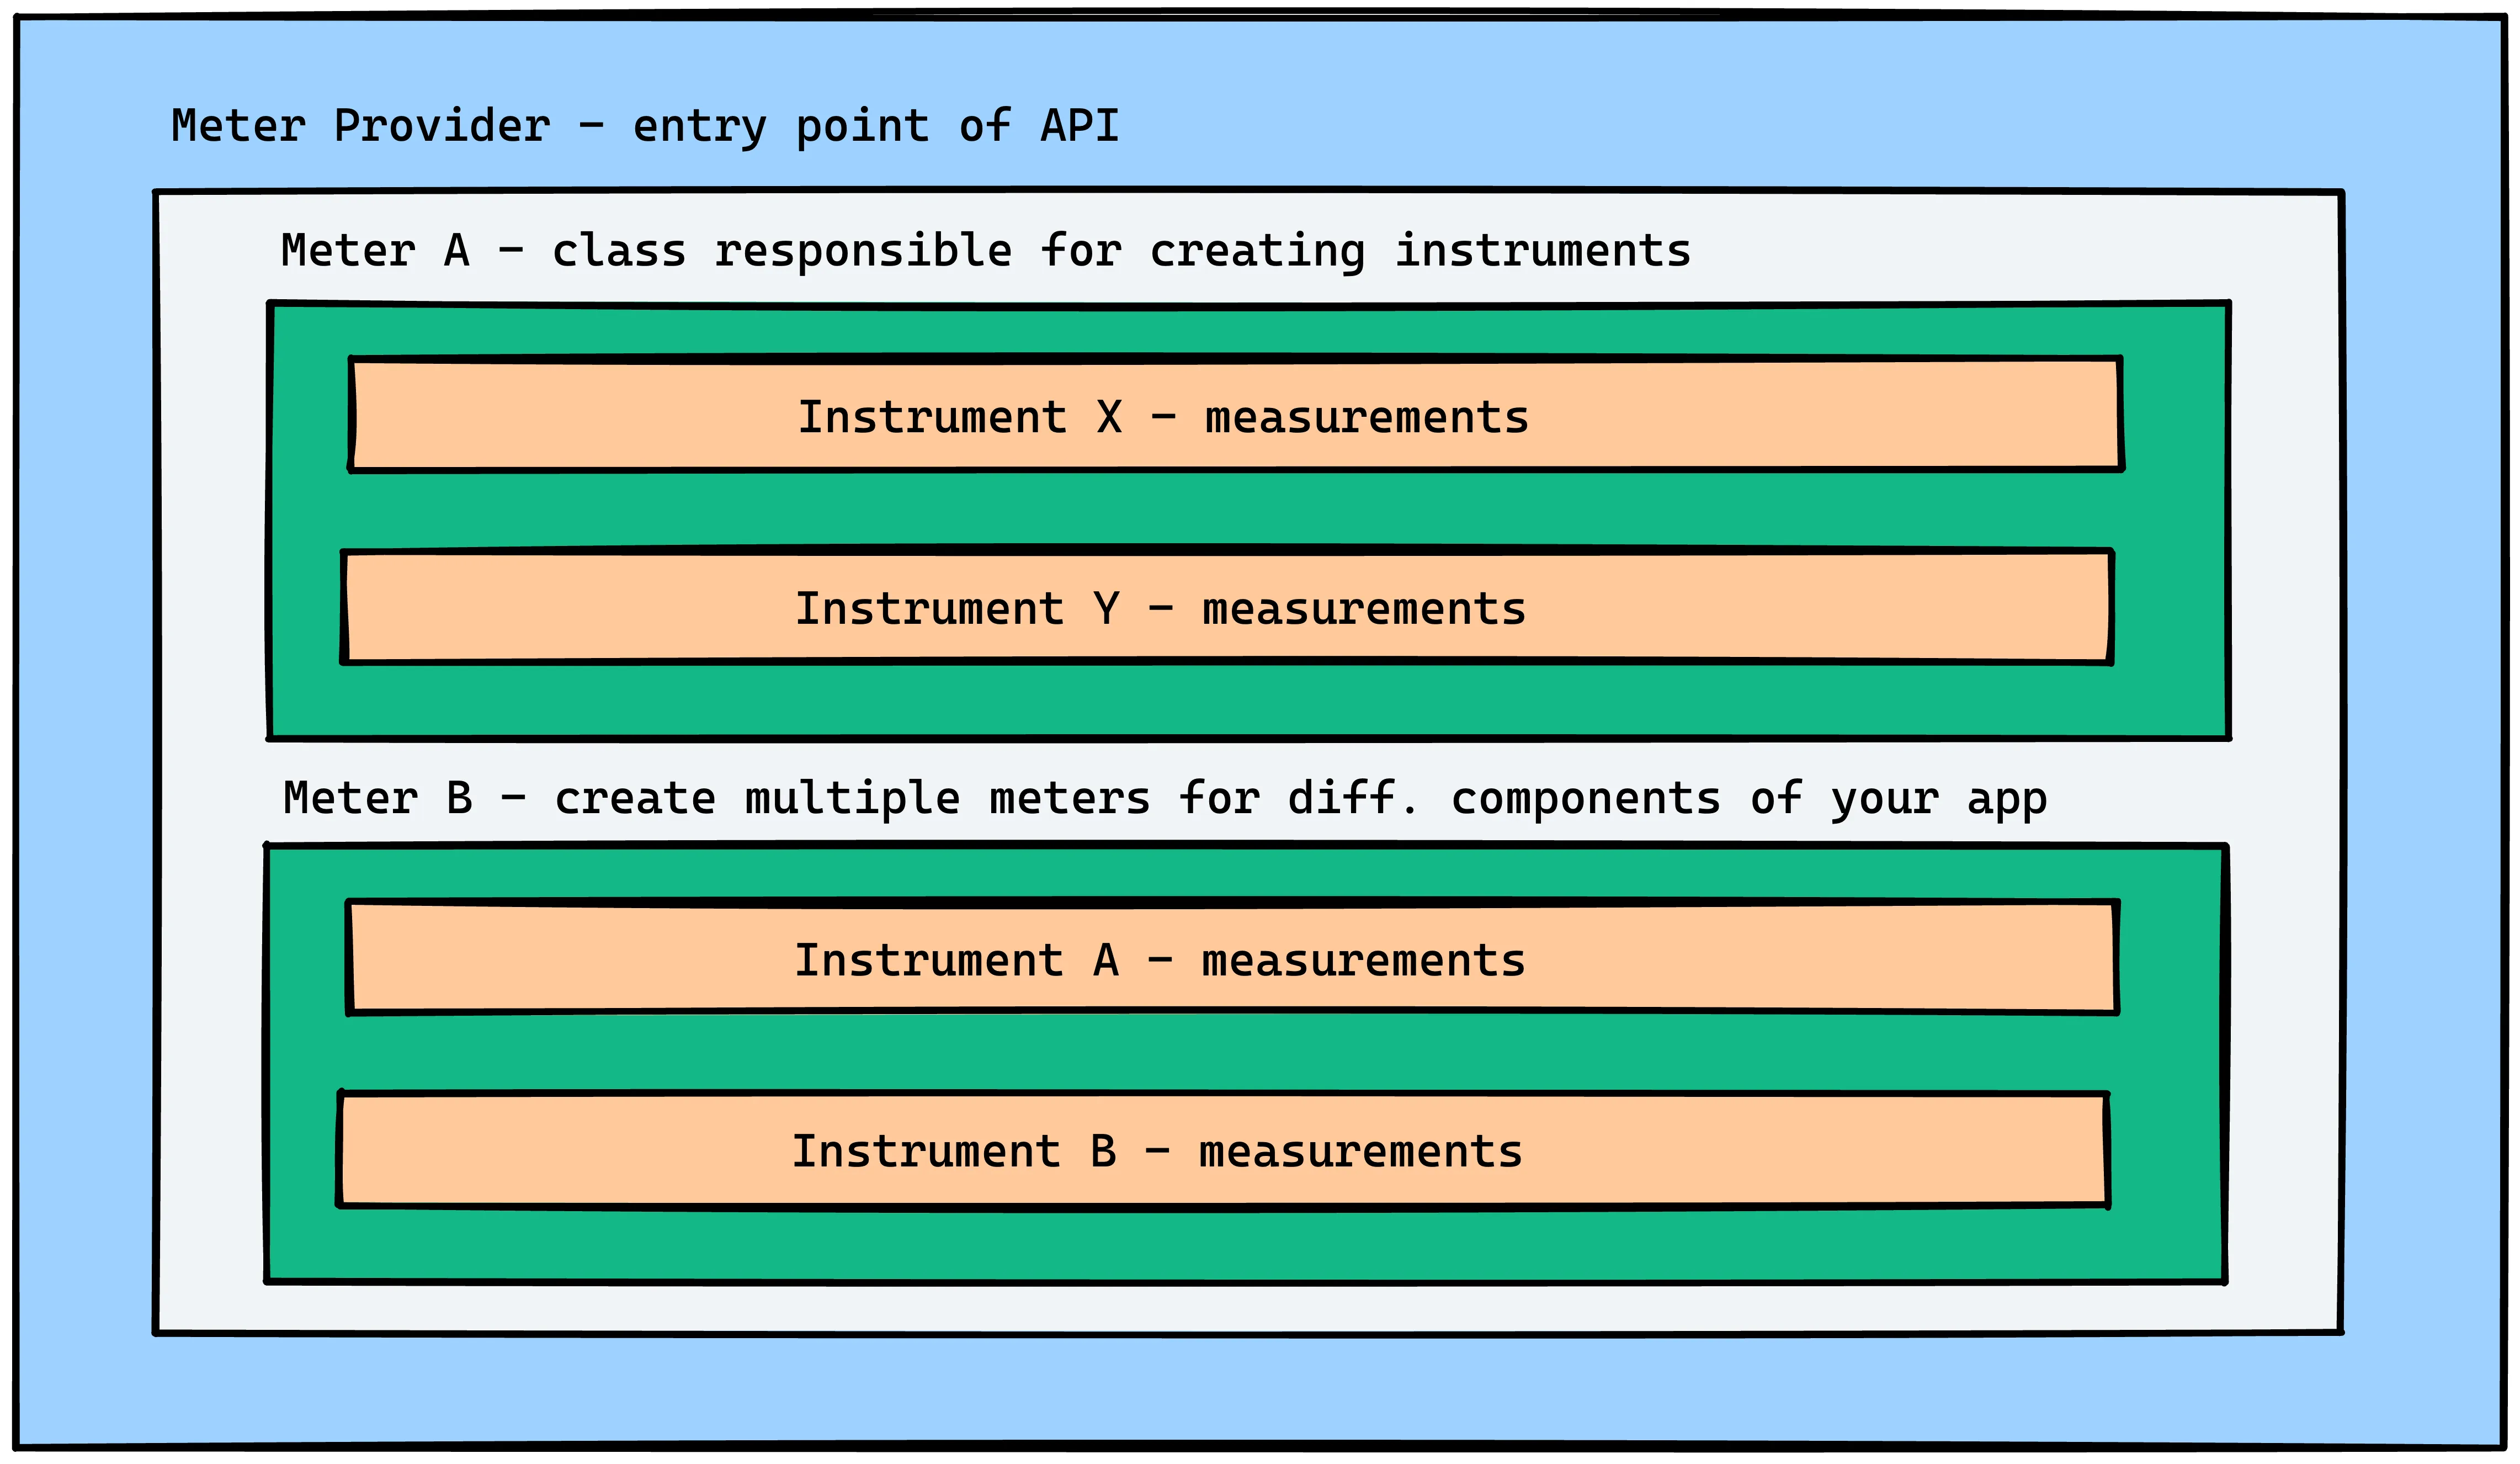 Meter Provider – entry point of API
Meter A – class responsible for creating instruments
Instrument X – measurements
Instrument Y – measurements
Meter B – create multiple meters for diff. components of your app
Instrument A – measurements
Instrument B – measurements